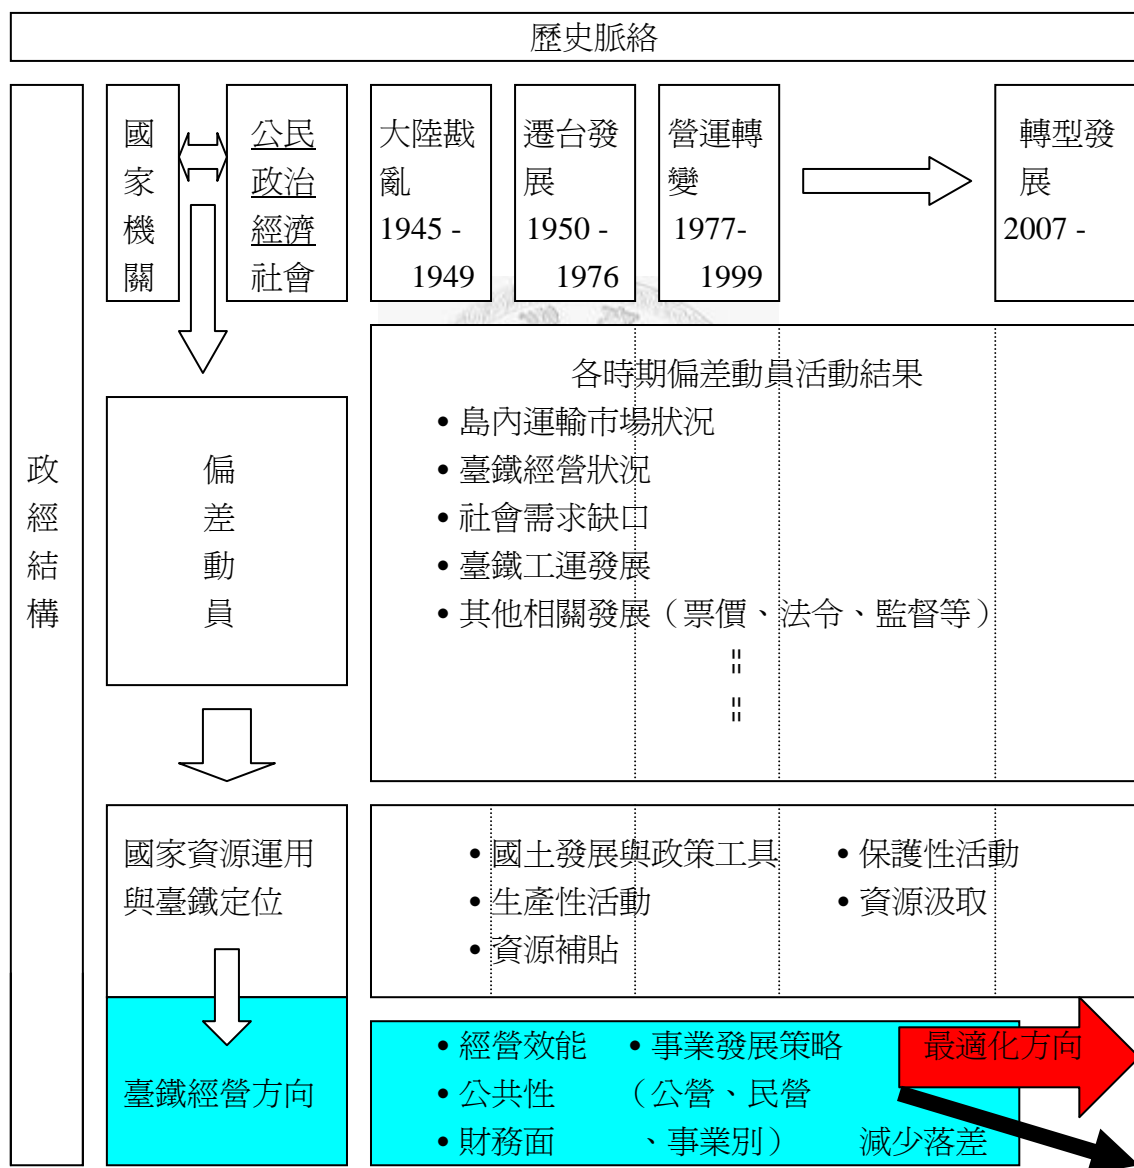 歷史脈絡
政
經
結
構
國
家
機
關
公民
政治
經濟
社會
大陸戡
亂
1945 -
1949
遷台發
展
1950 -
1976
營運轉
變
1977-
1999
轉型發
展
2007 -
偏
差
動
員
各時期偏差動員活動結果
• 島內運輸市場狀況
• 臺鐵經營狀況
• 社會需求缺口
• 臺鐵工運發展
• 其他相關發展（票價、法令、監督等）
國家資源運用
與臺鐵定位
• 國土發展與政策工具 • 保護性活動
• 生產性活動 • 資源汲取
• 資源補貼
臺鐵經營方向
• 經營效能 • 事業發展策略 最適化方向
• 公共性 （公營、民營
• 財務面 、事業別） 減少落差